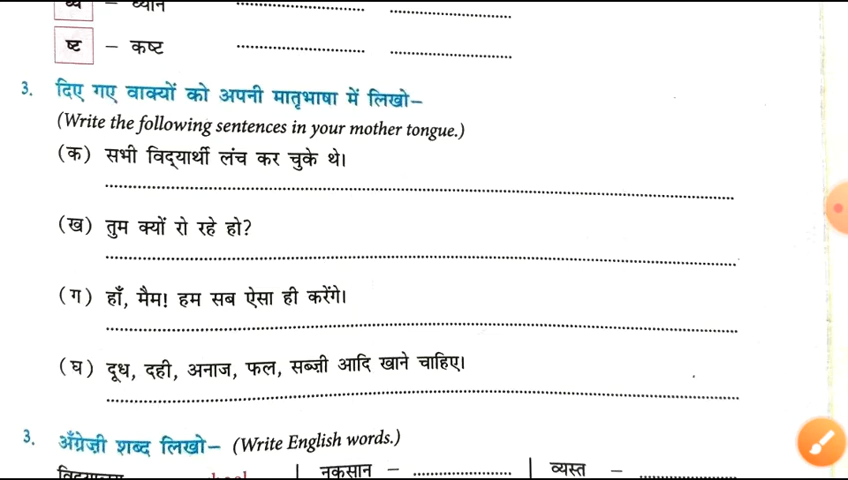 ष्ट – कष्ट ........................ ........................
3. दिए गए वाक्यों को अपनी मातृभाषा में लिखो–
(Write the following sentences in your mother tongue.)
(क) सभी विद्यार्थी लंच कर चुके थे।
(ख) तुम क्यों रो रहे हो?
(ग) हाँ, मैम! हम सब ऐसा ही करेंगे।
(घ) दूध, दही, अनाज, फल, सब्ज़ी आदि खाने चाहिए।
3. अँग्रेज़ी शब्द लिखो– (Write English words.)
नुकसान – .................... | व्यस्त – ....................